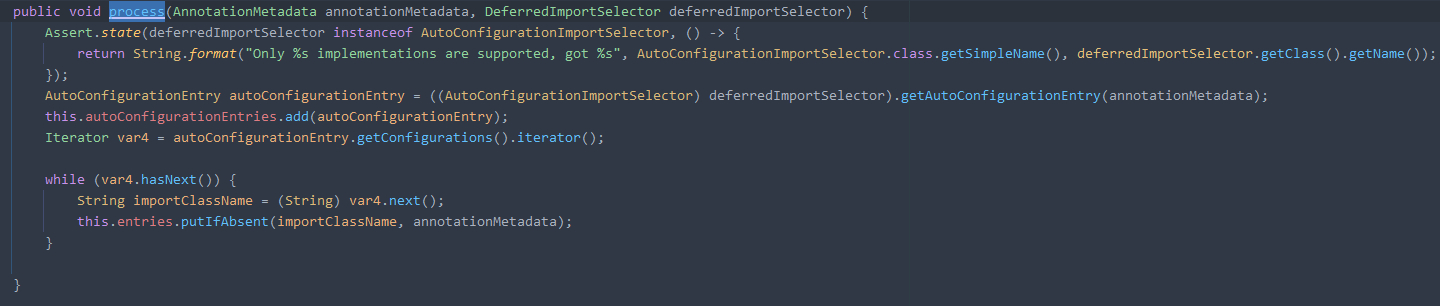 public void process(AnnotationMetadata annotationMetadata, DeferredImportSelector deferredImportSelector) {
    Assert.state(deferredImportSelector instanceof AutoConfigurationImportSelector, () -> {
        return String.format("Only %s implementations are supported, got %s", AutoConfigurationImportSelector.class.getSimpleName(), deferredImportSelector.getClass().getName());
    });
    AutoConfigurationEntry autoConfigurationEntry = ((AutoConfigurationImportSelector) deferredImportSelector).getAutoConfigurationEntry(annotationMetadata);
    this.autoConfigurationEntries.add(autoConfigurationEntry);
    Iterator var4 = autoConfigurationEntry.getConfigurations().iterator();
    while (var4.hasNext()) {
        String importClassName = (String) var4.next();
        this.entries.putIfAbsent(importClassName, annotationMetadata);
    }
}